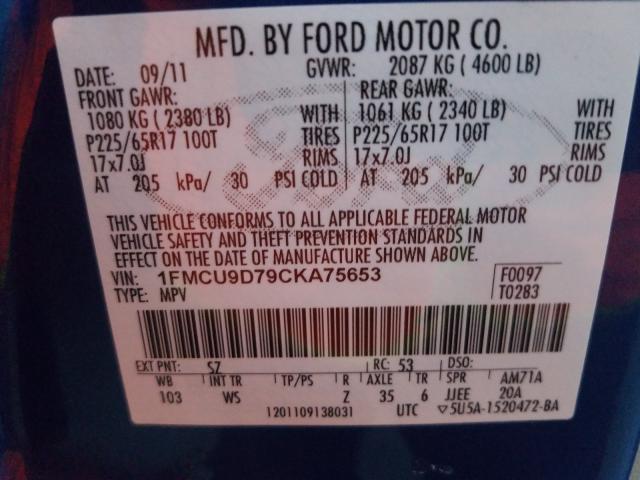 MFD. BY FORD MOTOR CO.
DATE: 09/11 GVWR: 2087 KG ( 4600 LB)
FRONT GAWR: REAR GAWR:
1080 KG ( 2380 LB) WITH 1061 KG ( 2340 LB) WITH
P225/65R17 100T TIRES P225/65R17 100T TIRES
17x7.0J RIMS 17x7.0J RIMS
AT 205 kPa/ 30 PSI COLD AT 205 kPa/ 30 PSI COLD
Ford
THIS VEHICLE CONFORMS TO ALL APPLICABLE FEDERAL MOTOR
VEHICLE SAFETY AND THEFT PREVENTION STANDARDS IN
EFFECT ON THE DATE OF MANUFACTURE SHOWN ABOVE.
VIN: 1FMCU9D79CKA75653 F0097
TYPE: MPV T0283
EXT PNT: SZ RC: 53 DSO:
WB INT TR TP/PS R AXLE TR SPR AM71A
103 WS Z 35 6 JJEE 20A
1201109138031 UTC ▽5U5A-1520472-BA